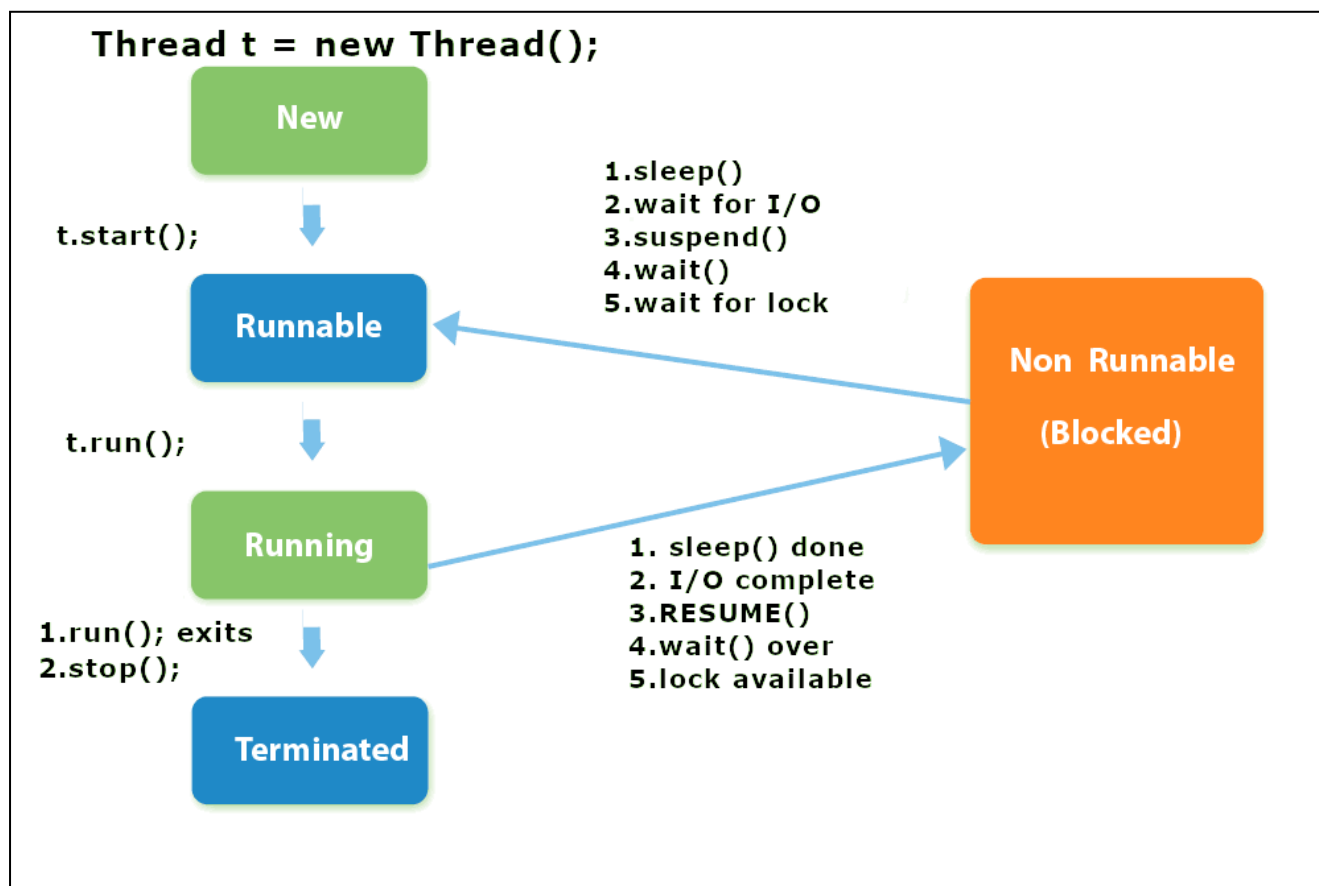 Thread t = new Thread();
New
t.start();
1.sleep()
2.wait for I/O
3.suspend()
4.wait()
5.wait for lock
Runnable
Non Runnable
(Blocked)
t.run();
Running
1. sleep() done
2. I/O complete
3.RESUME()
4.wait() over
5.lock available
1.run(); exits
2.stop();
Terminated